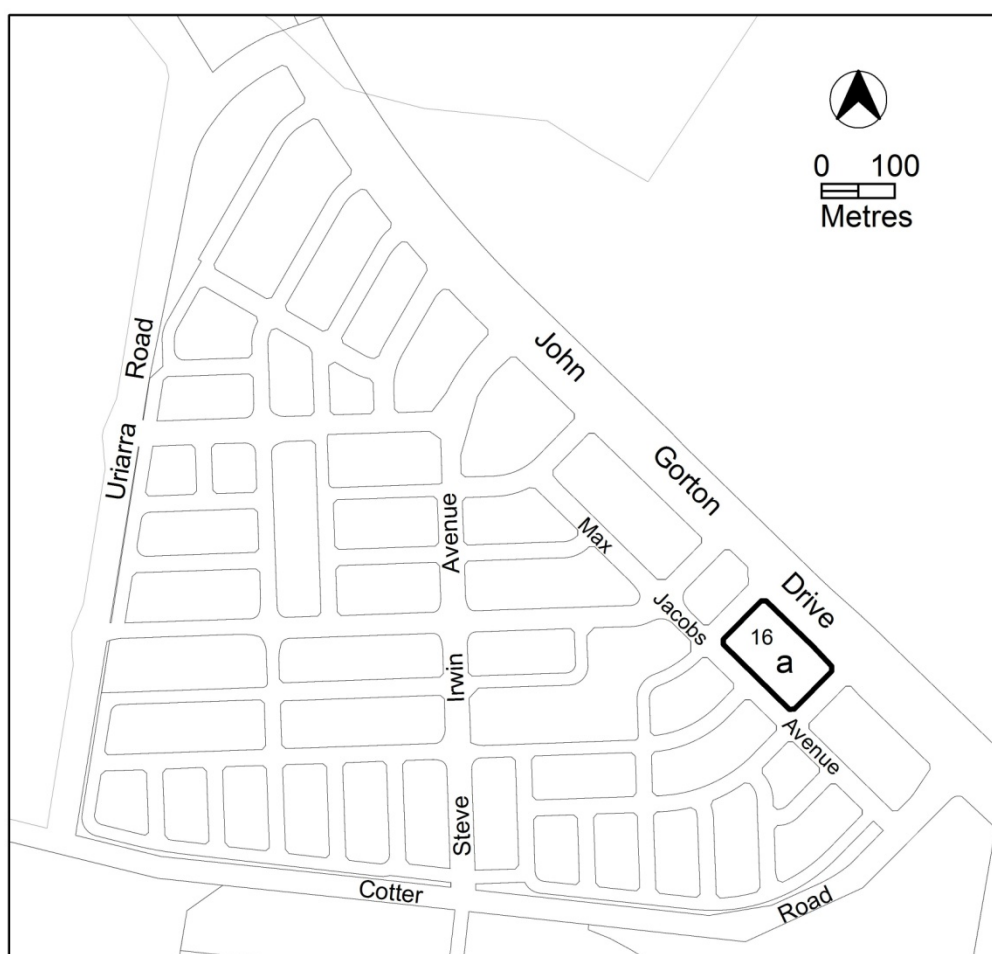 0 100
Metres
John
Gorton
Drive
Uriarra Road
Max
Jacobs
Avenue
16
a
Steve Irwin Avenue
Cotter
Road